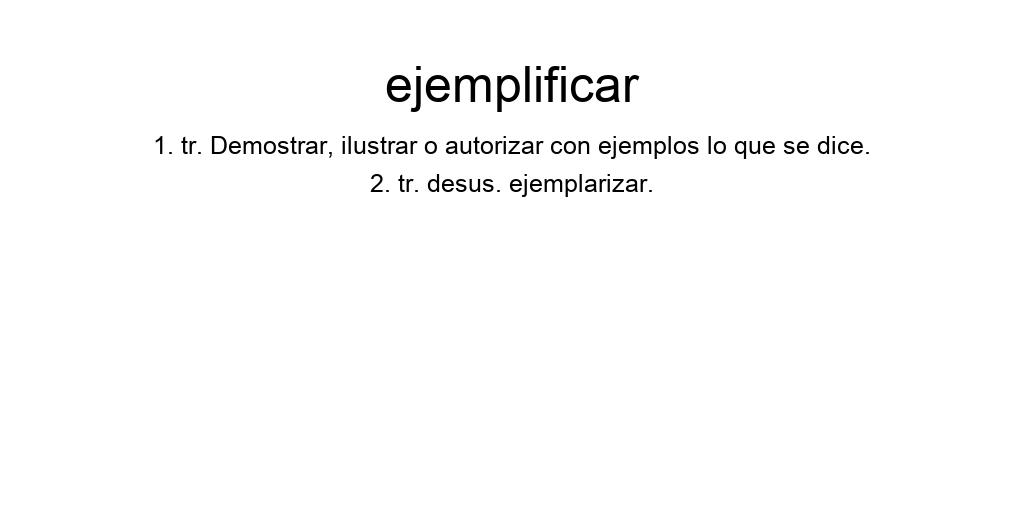 ejemplificar
1. tr. Demostrar, ilustrar o autorizar con ejemplos lo que se dice.
2. tr. desus. ejemplarizar.